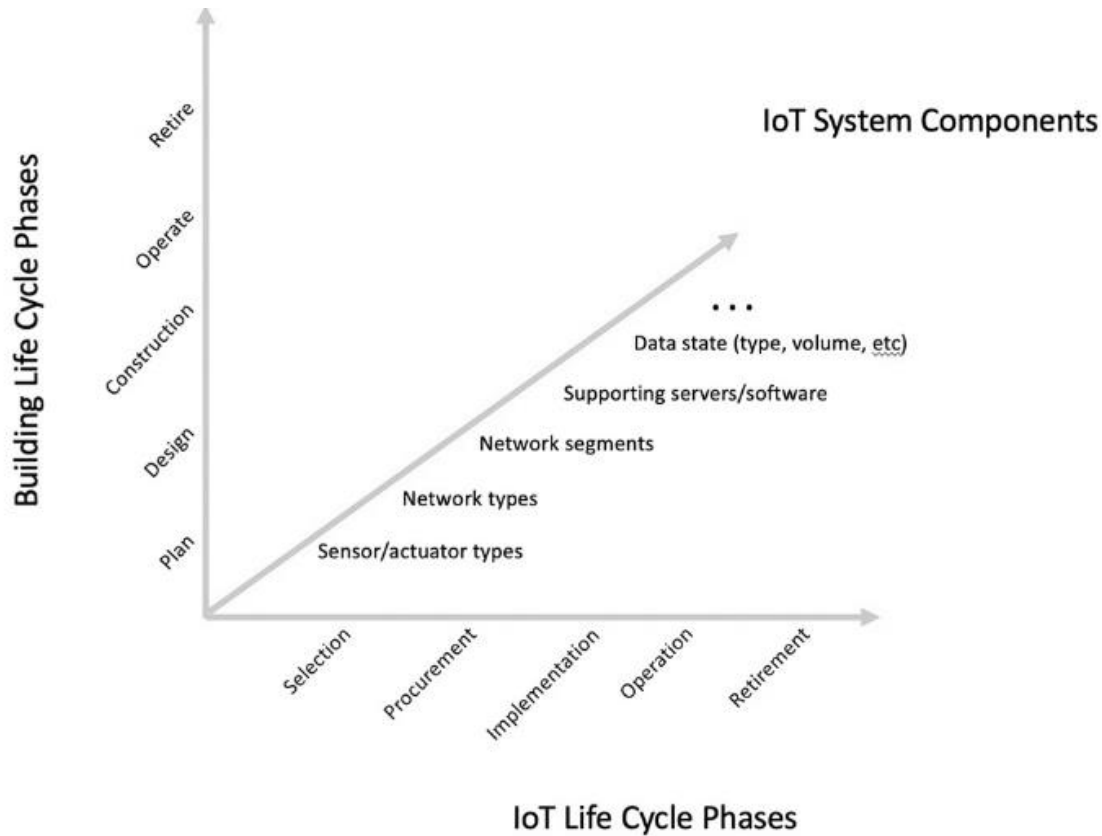 Building Life Cycle Phases
Retire
Operate
Construction
Design
Plan
IoT System Components
...
Data state (type, volume, etc)
Supporting servers/software
Network segments
Network types
Sensor/actuator types
Selection
Procurement
Implementation
Operation
Retirement
IoT Life Cycle Phases